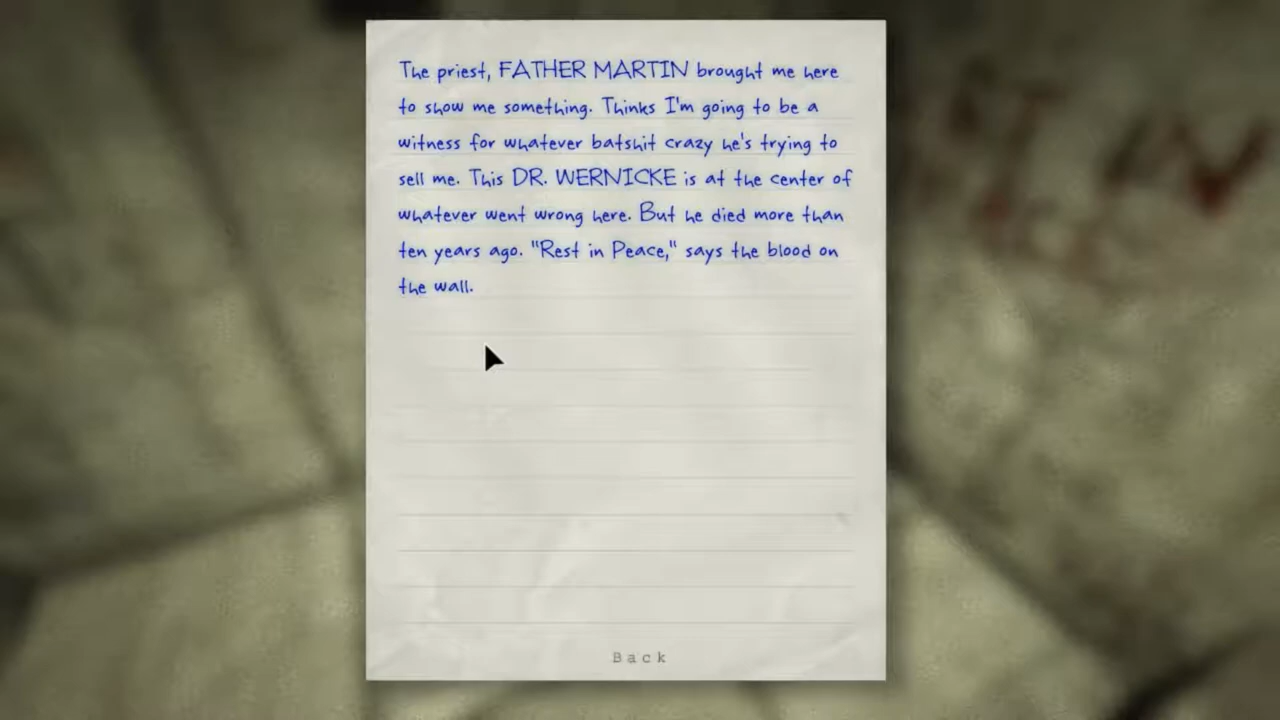 The priest, FATHER MARTIN brought me here
to show me something. Thinks I'm going to be a
witness for whatever batshit crazy he's trying to
sell me. This DR. WERNICKE is at the center of
whatever went wrong here. But he died more than
ten years ago. "Rest in Peace," says the blood on
the wall.
Back